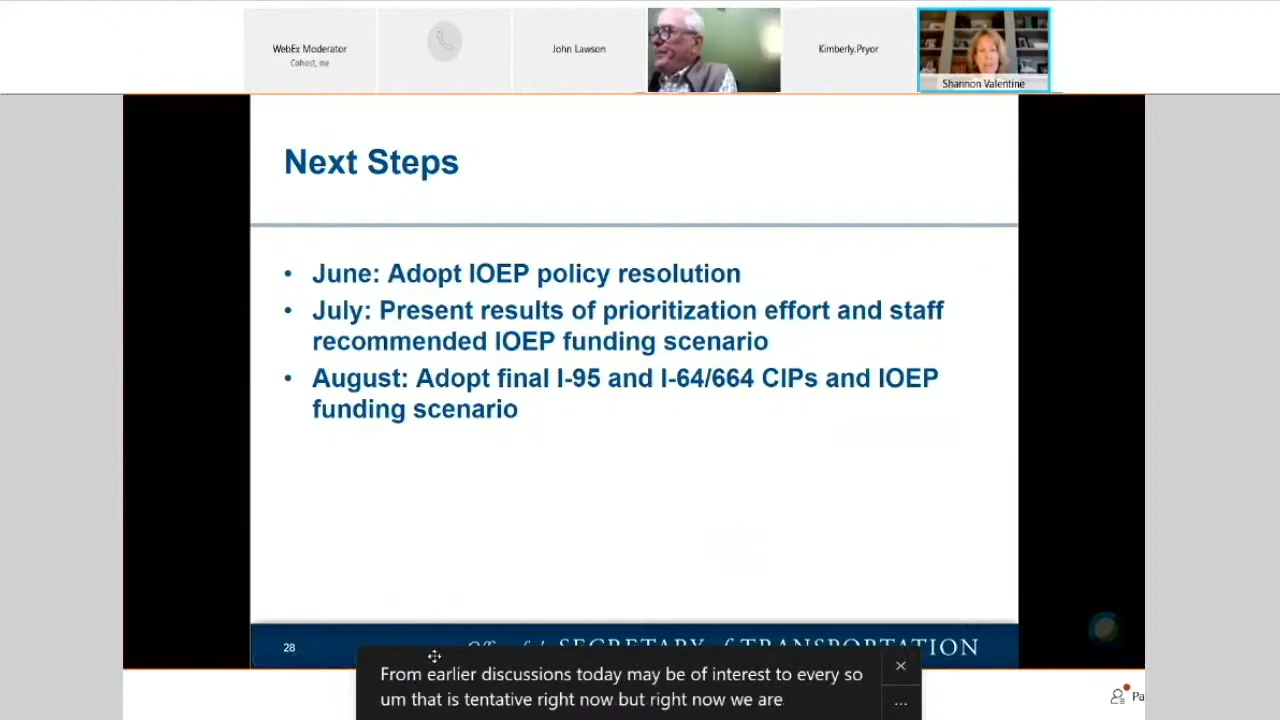 WebEx Moderator
Cohost, me
John Lawson
Kimberly.Pryor
Shannon Valentine
Next Steps
• June: Adopt IOEP policy resolution
• July: Present results of prioritization effort and staff
recommended IOEP funding scenario
• August: Adopt final I-95 and I-64/664 CIPs and IOEP
funding scenario
28
SECRETARY of TRANSPORTATION
From earlier discussions today may be of interest to every so
um that is tentative right now but right now we are
Pa